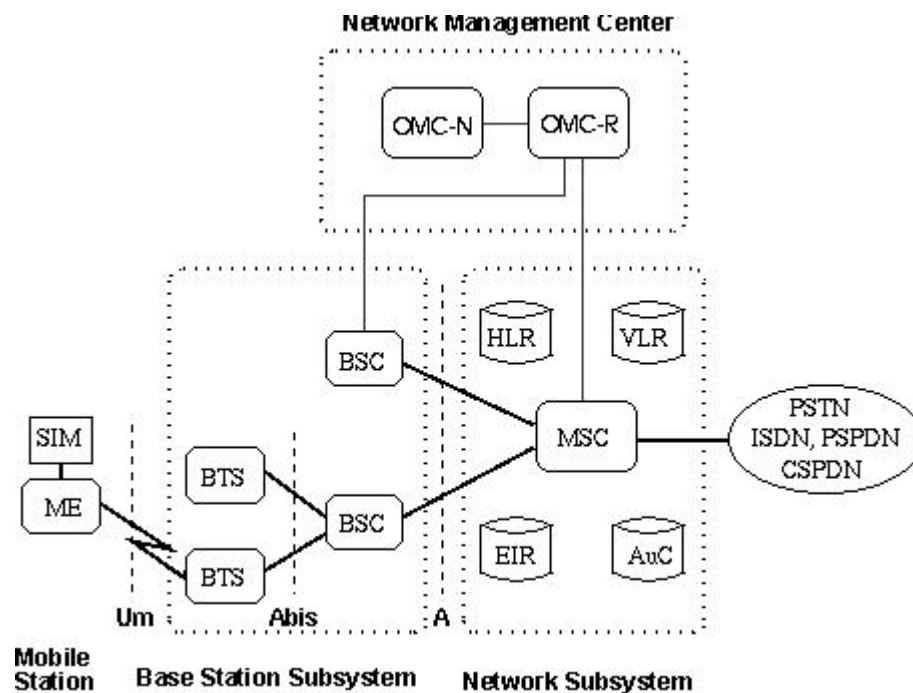 Network Management Center
OMC-N
OMC-R
HLR
VLR
BSC
MSC
PSTN
ISDN, PSPDN
CSPDN
SIM
ME
BTS
BSC
BTS
EIR
AuC
Um
Abis
A
Mobile
Station
Base Station Subsystem
Network Subsystem